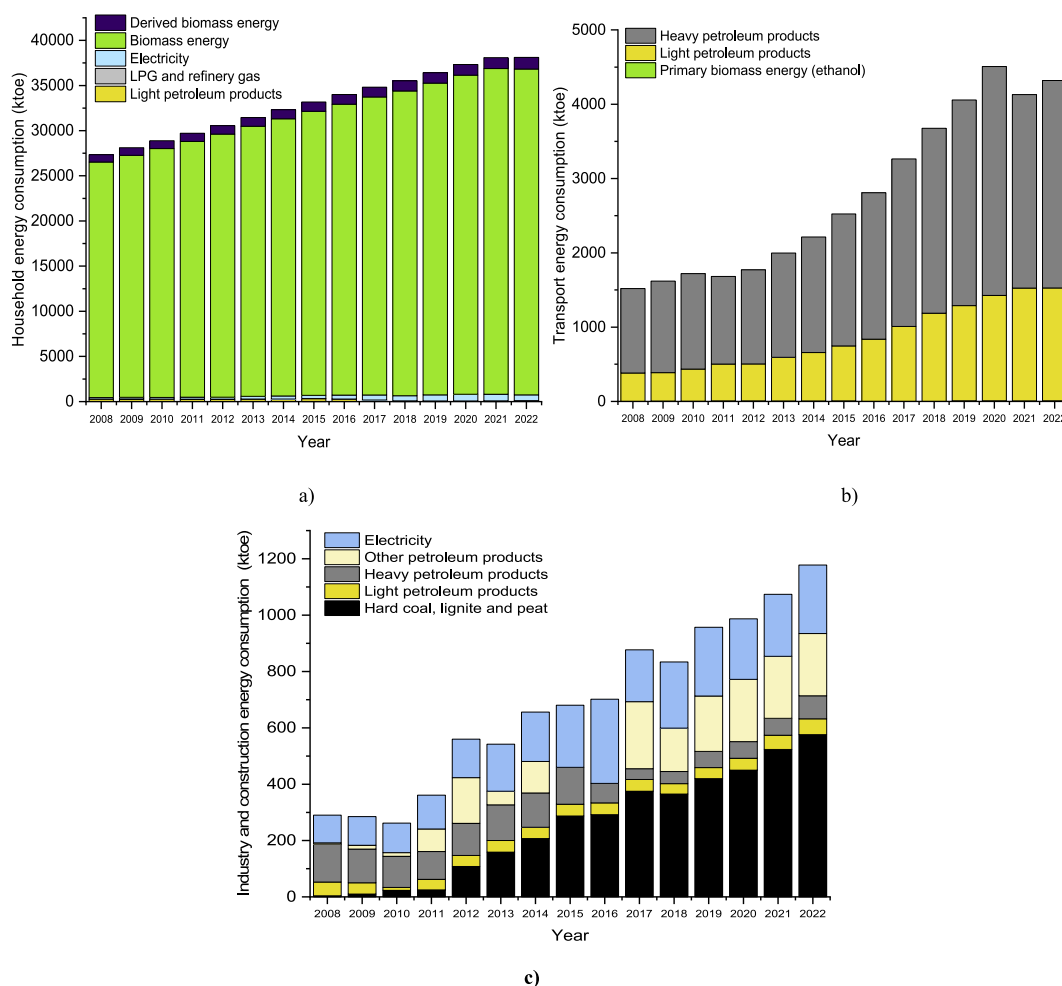 Derived biomass energy
Biomass energy
Electricity
LPG and refinery gas
Light petroleum products
Household energy consumption (ktoe)
40000
35000
30000
25000
20000
15000
10000
5000
0
2008 2009 2010 2011 2012 2013 2014 2015 2016 2017 2018 2019 2020 2021 2022
Year
a)
Heavy petroleum products
Light petroleum products
Primary biomass energy (ethanol)
Transport energy consumption (ktoe)
5000
4000
3000
2000
1000
0
2008 2009 2010 2011 2012 2013 2014 2015 2016 2017 2018 2019 2020 2021 2022
Year
b)
Electricity
Other petroleum products
Heavy petroleum products
Light petroleum products
Hard coal, lignite and peat
Industry and construction energy consumption (ktoe)
1200
1000
800
600
400
200
0
2008 2009 2010 2011 2012 2013 2014 2015 2016 2017 2018 2019 2020 2021 2022
Year
c)